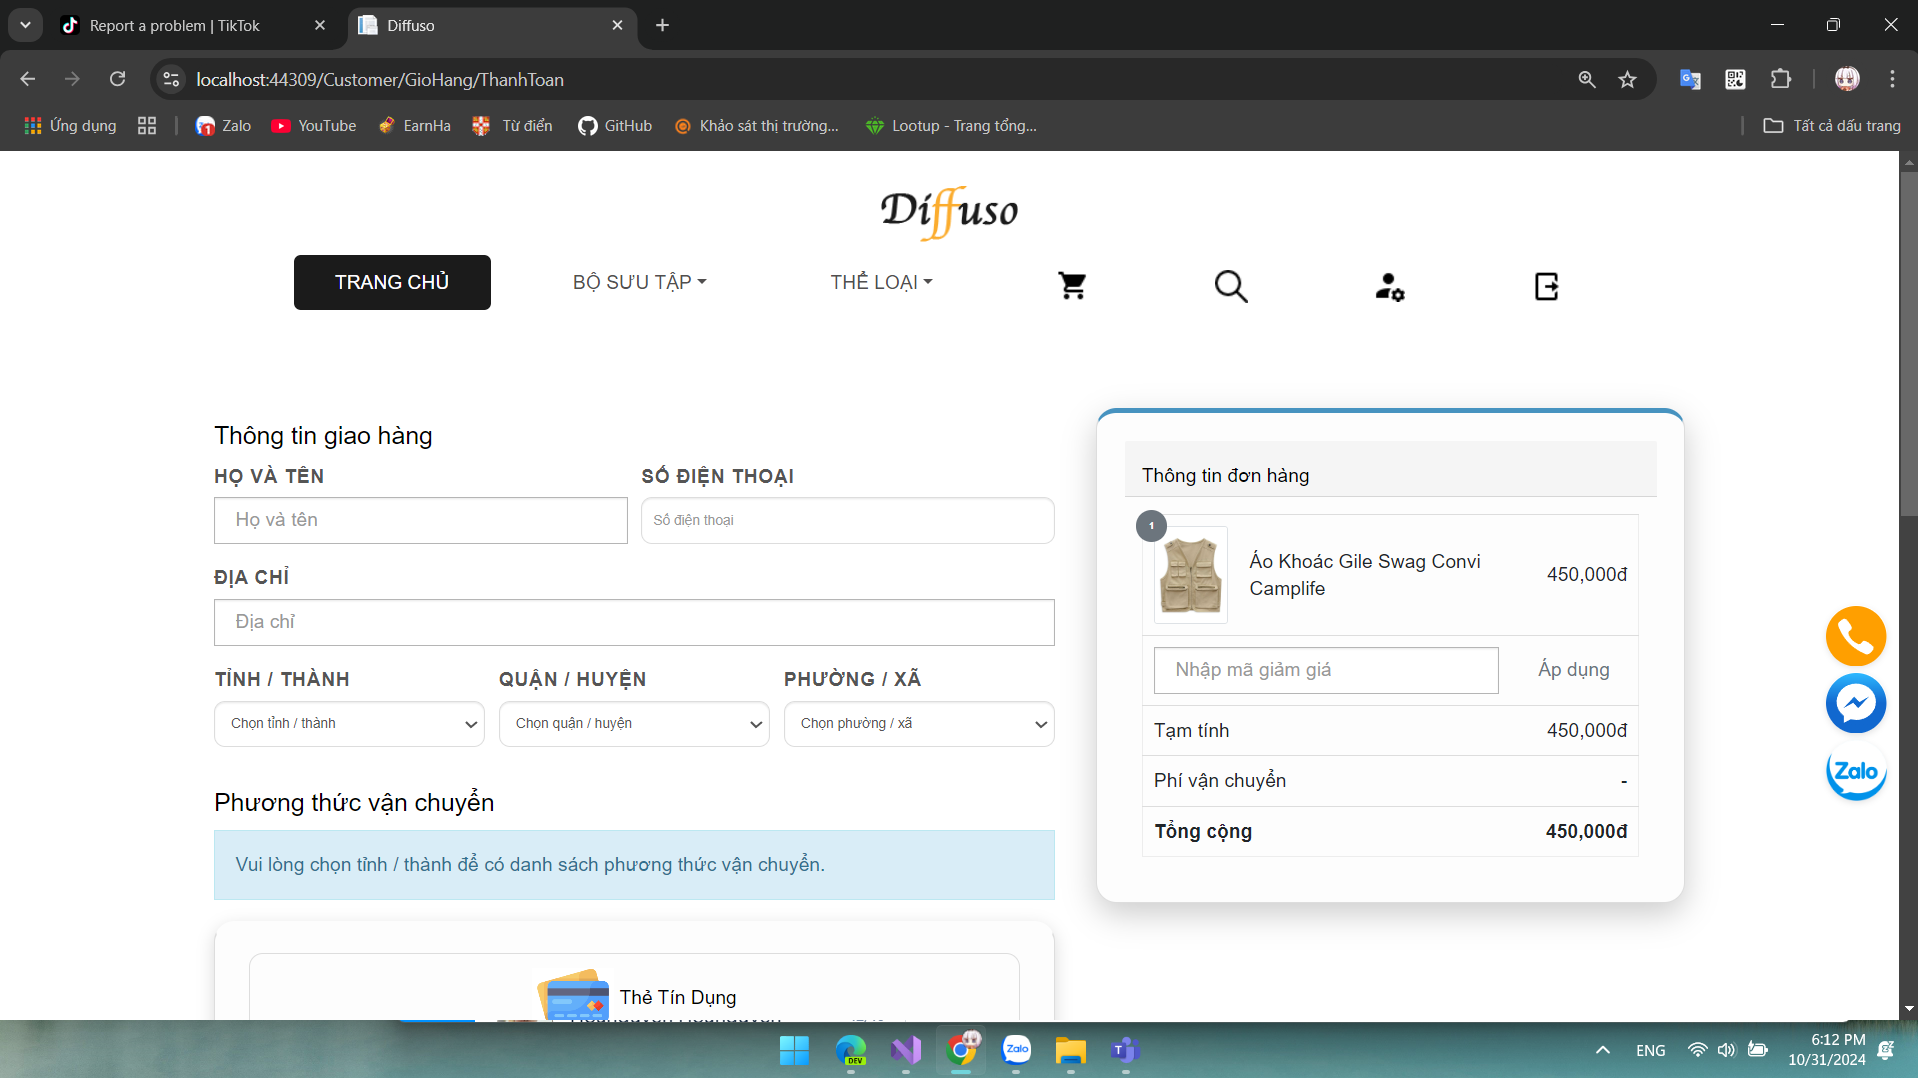 Report a problem | TikTok
Diffuso
localhost:44309/Customer/GioHang/ThanhToan
Ứng dụng
1
Zalo
YouTube
EarnHa
Từ điển
GitHub
Khảo sát thị trường...
Lootup - Trang tổng...
Tất cả dấu trang
Diffuso
TRANG CHỦ
BỘ SƯU TẬP
THỂ LOẠI
Thông tin giao hàng
HỌ VÀ TÊN
SỐ ĐIỆN THOẠI
Họ và tên
Số điện thoại
ĐỊA CHỈ
Địa chỉ
TỈNH / THÀNH
QUẬN / HUYỆN
PHƯỜNG / XÃ
Chọn tỉnh / thành
Chọn quận / huyện
Chọn phường / xã
Phương thức vận chuyển
Vui lòng chọn tỉnh / thành để có danh sách phương thức vận chuyển.
Thẻ Tín Dụng
Thông tin đơn hàng
1
Áo Khoác Gile Swag Convi
Camplife
450,000đ
Nhập mã giảm giá
Áp dụng
Tạm tính
450,000đ
Phí vận chuyển
-
Tổng cộng
450,000đ
Zalo
DEV
Zalo
ENG
6:12 PM
10/31/2024